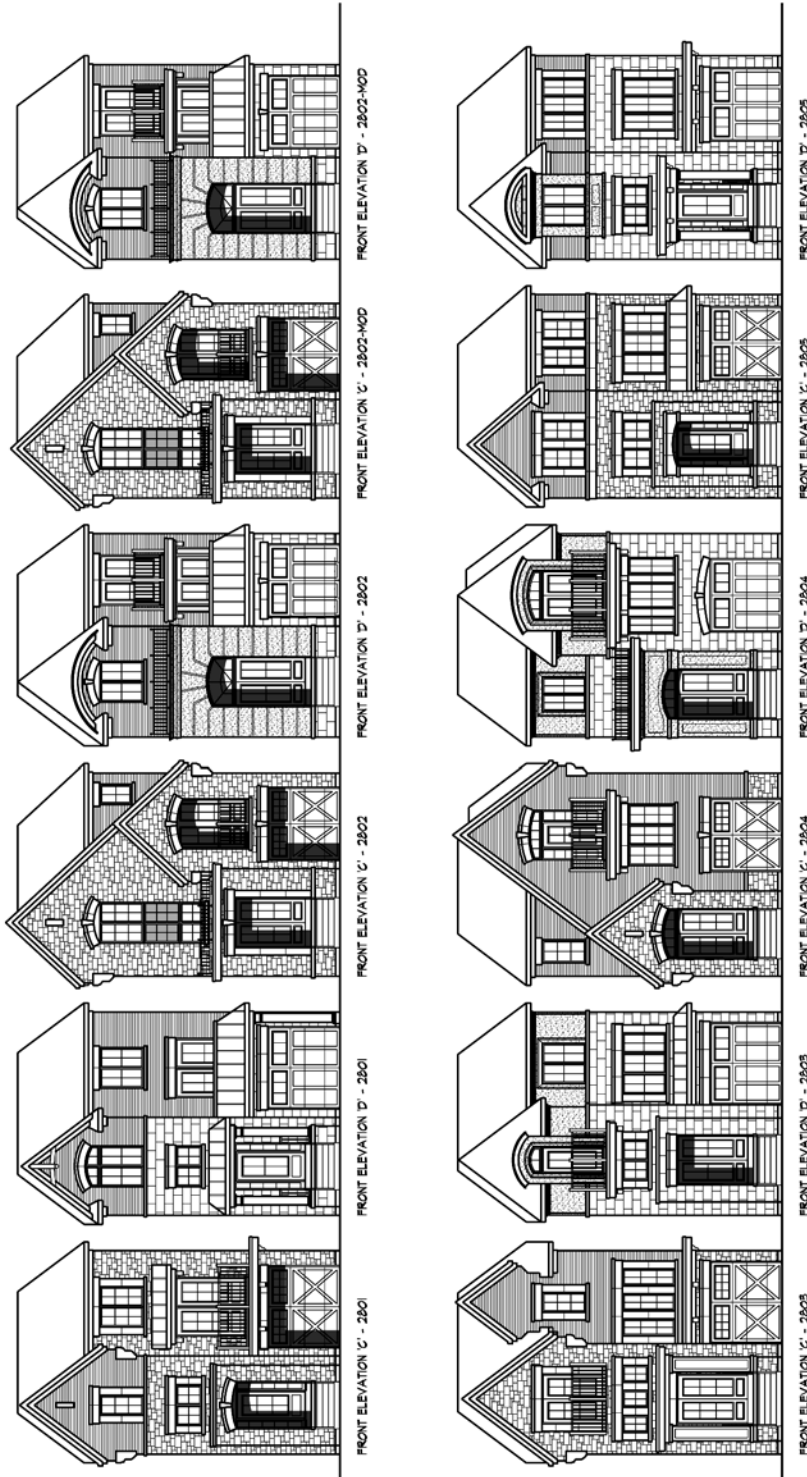 FRONT ELEVATION 'C' - 2801
FRONT ELEVATION 'D' - 2801
FRONT ELEVATION 'C' - 2802
FRONT ELEVATION 'D' - 2802
FRONT ELEVATION 'C' - 2802-MOD
FRONT ELEVATION 'D' - 2802-MOD
FRONT ELEVATION 'C' - 2803
FRONT ELEVATION 'D' - 2803
FRONT ELEVATION 'C' - 2804
FRONT ELEVATION 'D' - 2804
FRONT ELEVATION 'C' - 2805
FRONT ELEVATION 'D' - 2805